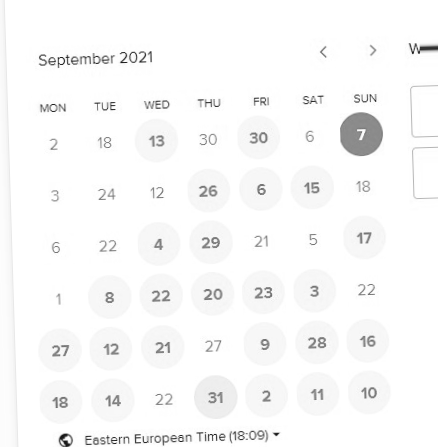 September 2021
MON TUE WED THU FRI SAT SUN
2 18 13 30 30 6 7
3 24 12 26 6 15 18
6 22 4 29 21 5 17
1 8 22 20 23 3 22
27 12 21 27 9 28 16
18 14 22 31 2 11 10
Eastern European Time (18:09)